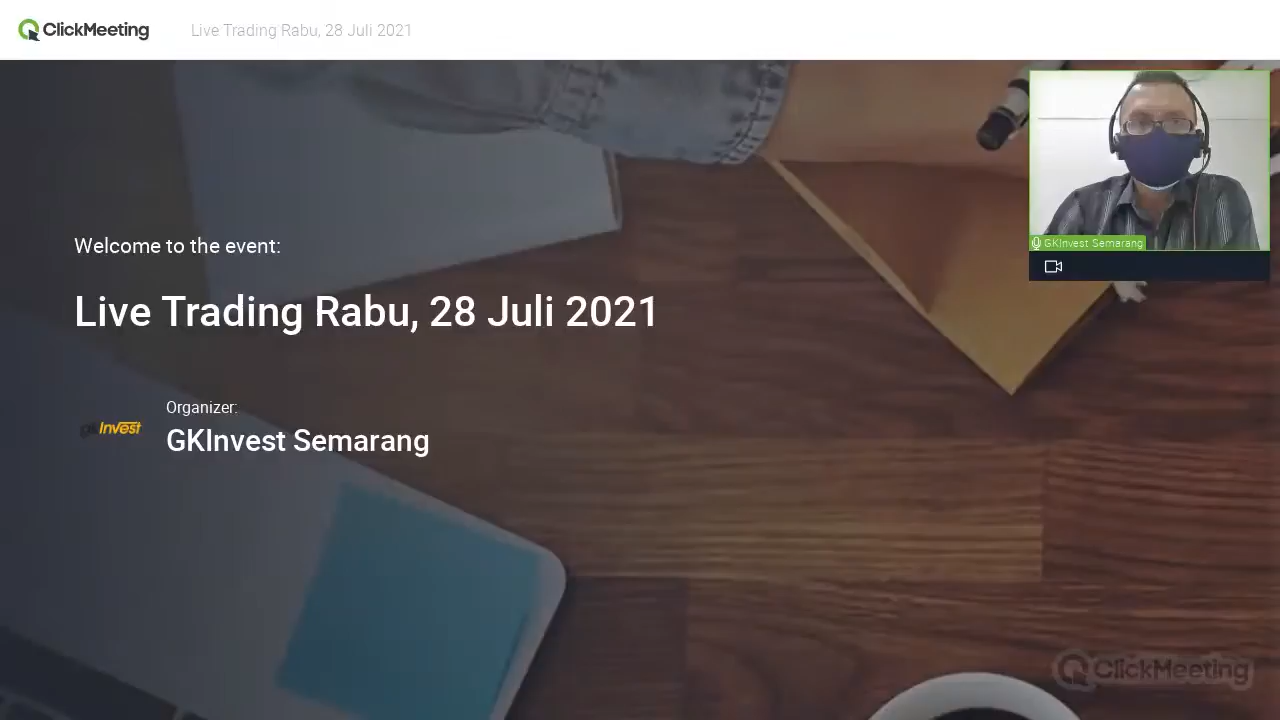 ClickMeeting
Live Trading Rabu, 28 Juli 2021
GKInvest Semarang
Welcome to the event:
Live Trading Rabu, 28 Juli 2021
Organizer:
gkInvest
GKInvest Semarang
ClickMeeting